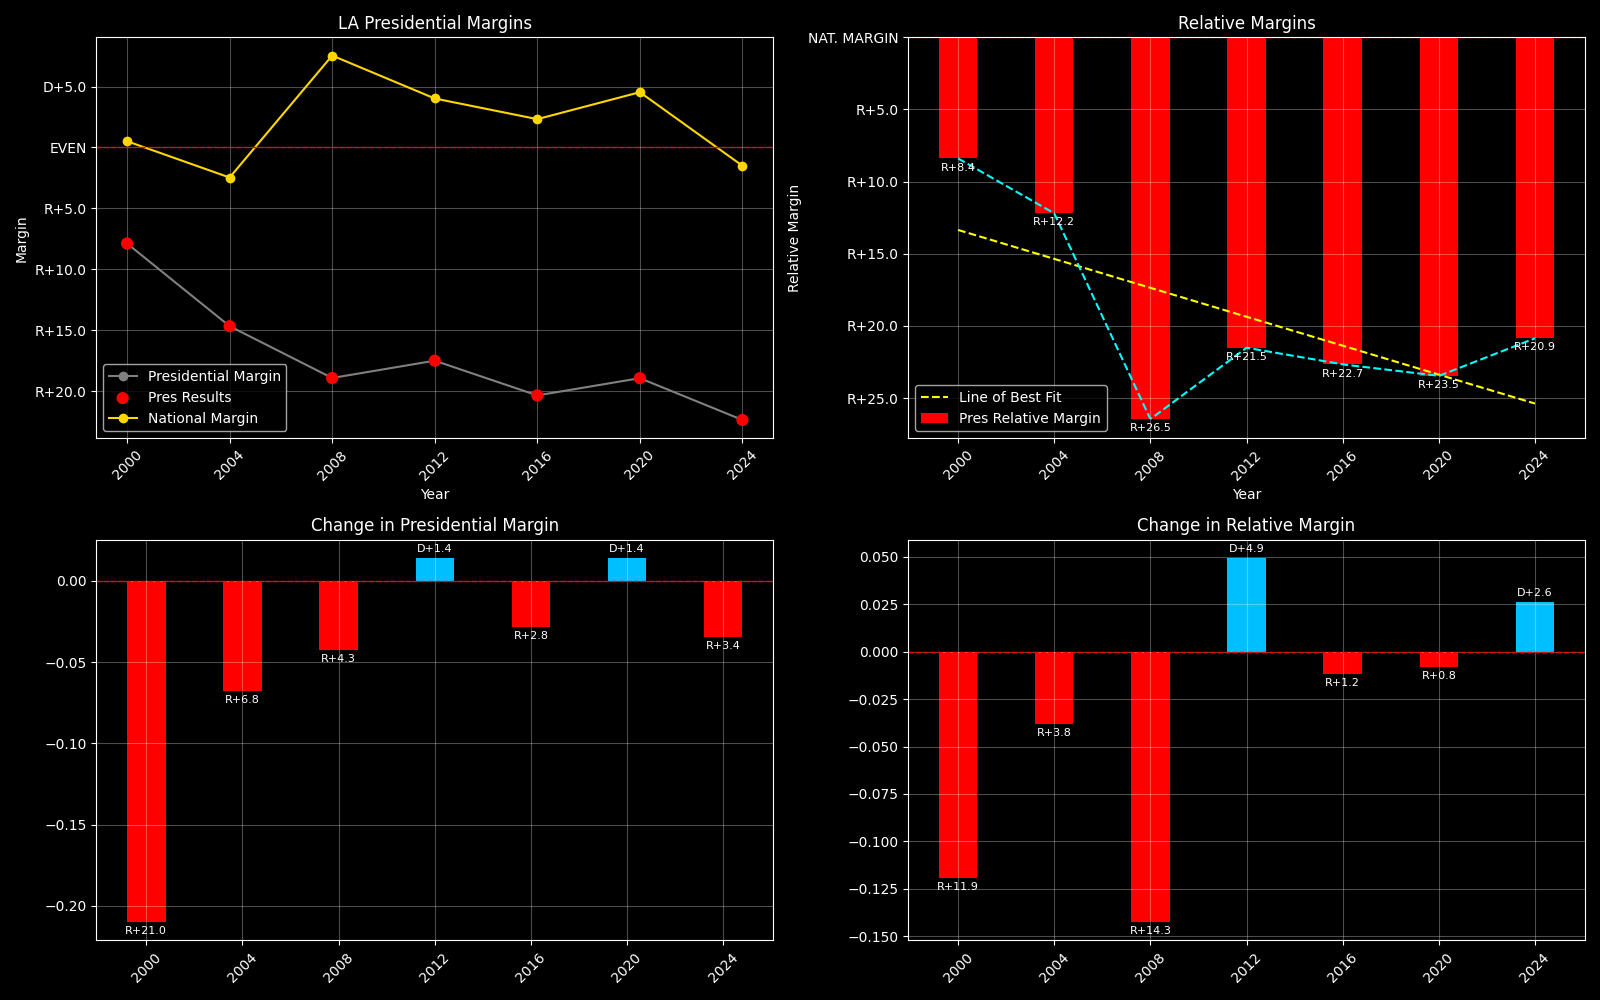 LA Presidential Margins
D+5.0
EVEN
R+5.0
R+10.0
R+15.0
R+20.0
Margin
Presidential Margin
Pres Results
National Margin
2000 2004 2008 2012 2016 2020 2024
Year
Relative Margins
NAT. MARGIN
R+5.0
R+10.0
R+15.0
R+20.0
R+25.0
Relative Margin
R+8.4
R+12.2
R+26.5
R+21.5
R+22.7
R+23.5
R+20.9
Line of Best Fit
Pres Relative Margin
2000 2004 2008 2012 2016 2020 2024
Year
Change in Presidential Margin
0.00
−0.05
−0.10
−0.15
−0.20
R+21.0
R+6.8
R+4.3
D+1.4
R+2.8
D+1.4
R+3.4
2000 2004 2008 2012 2016 2020 2024
Change in Relative Margin
0.050
0.025
0.000
−0.025
−0.050
−0.075
−0.100
−0.125
−0.150
R+11.9
R+3.8
R+14.3
D+4.9
R+1.2
R+0.8
D+2.6
2000 2004 2008 2012 2016 2020 2024